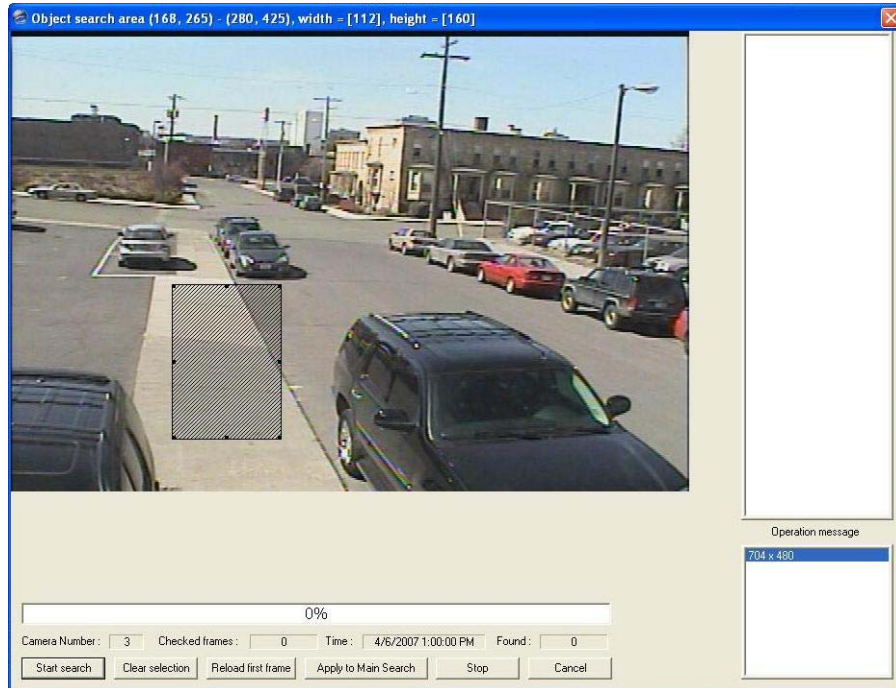 Object search area (168, 265) - (280, 425), width = [112], height = [160]
Operation message
704 x 480
0%
Camera Number : 3 Checked frames : 0 Time : 4/6/2007 1:00:00 PM Found : 0
Start search Clear selection Reload first frame Apply to Main Search Stop Cancel